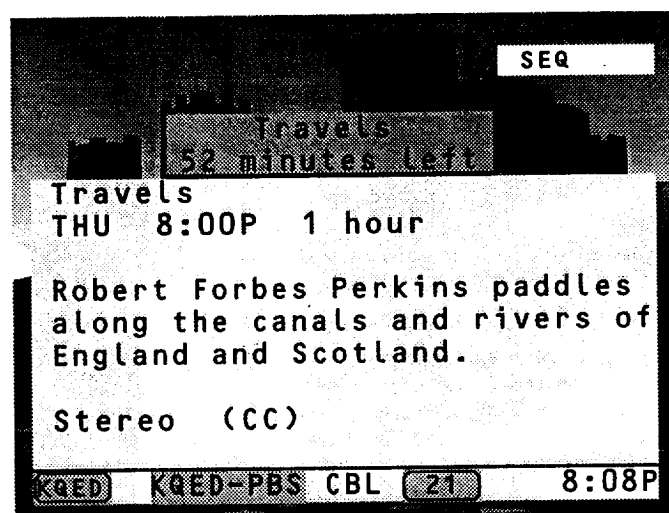 SEQ
Travels
52 minutes left
Travels
THU 8:00P 1 hour
Robert Forbes Perkins paddles
along the canals and rivers of
England and Scotland.
Stereo (CC)
KQED KQED-PBS CBL 21 8:08P